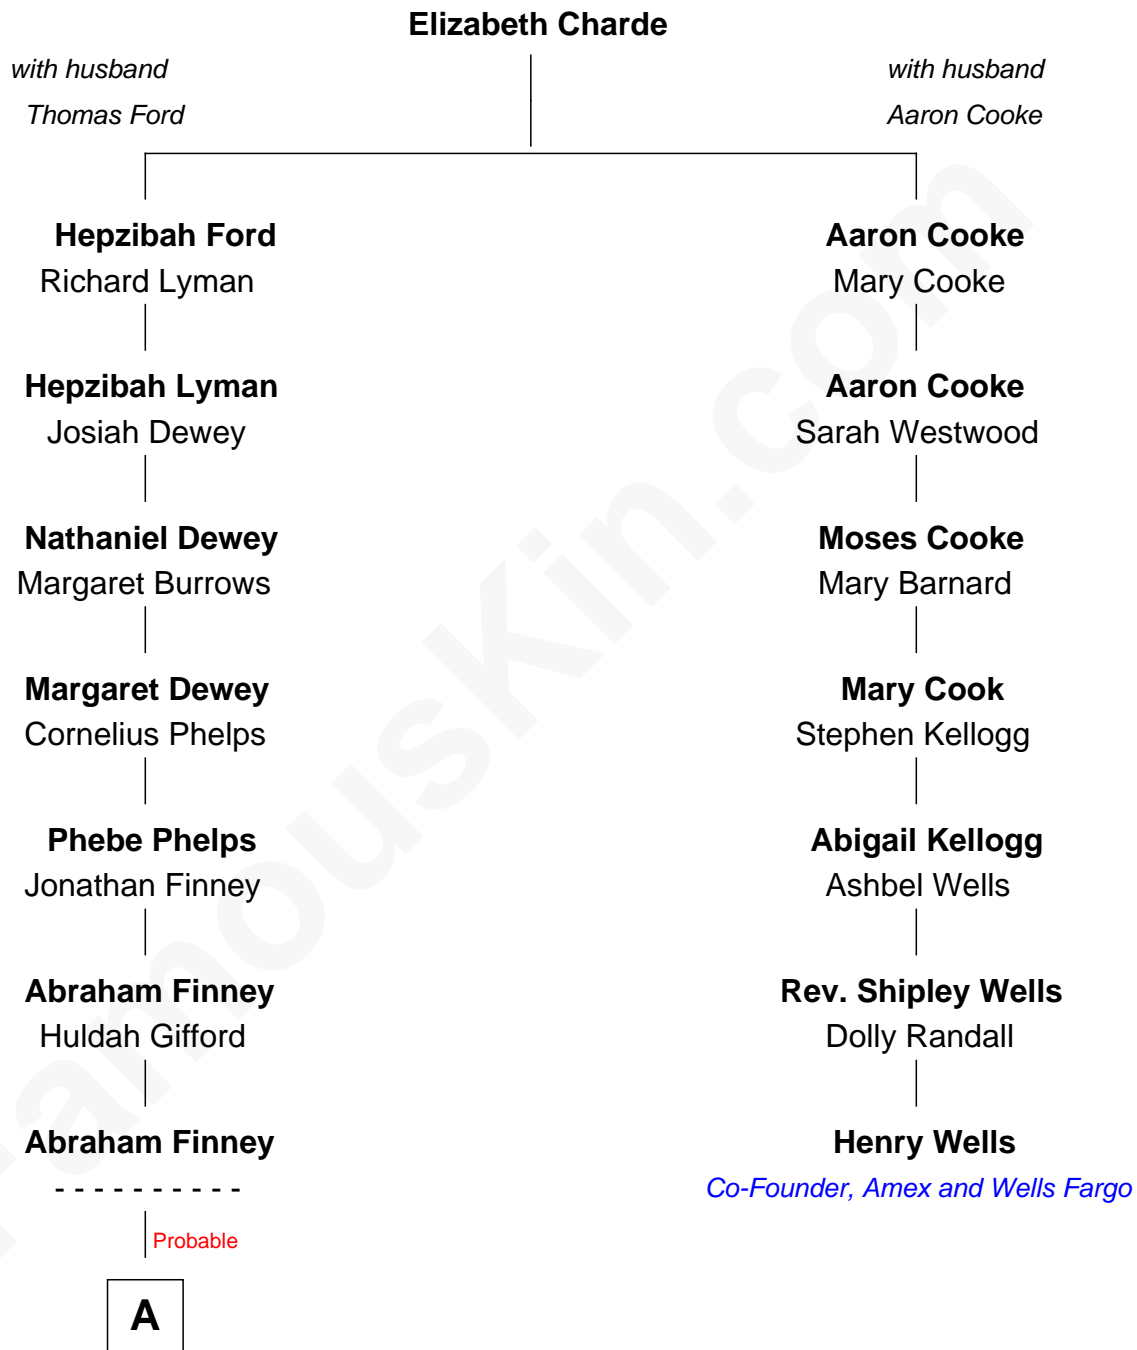 Elizabeth Charde
with husband
Thomas Ford
with husband
Aaron Cooke
Hepzibah Ford
Richard Lyman
Aaron Cooke
Mary Cooke
Hepzibah Lyman
Josiah Dewey
Aaron Cooke
Sarah Westwood
Nathaniel Dewey
Margaret Burrows
Moses Cooke
Mary Barnard
Margaret Dewey
Cornelius Phelps
Mary Cook
Stephen Kellogg
Phebe Phelps
Jonathan Finney
Abigail Kellogg
Ashbel Wells
Abraham Finney
Huldah Gifford
Rev. Shipley Wells
Dolly Randall
Abraham Finney
- - - - - - - - - -
Henry Wells
Co-Founder, Amex and Wells Fargo
Probable
A
FamousKin.com